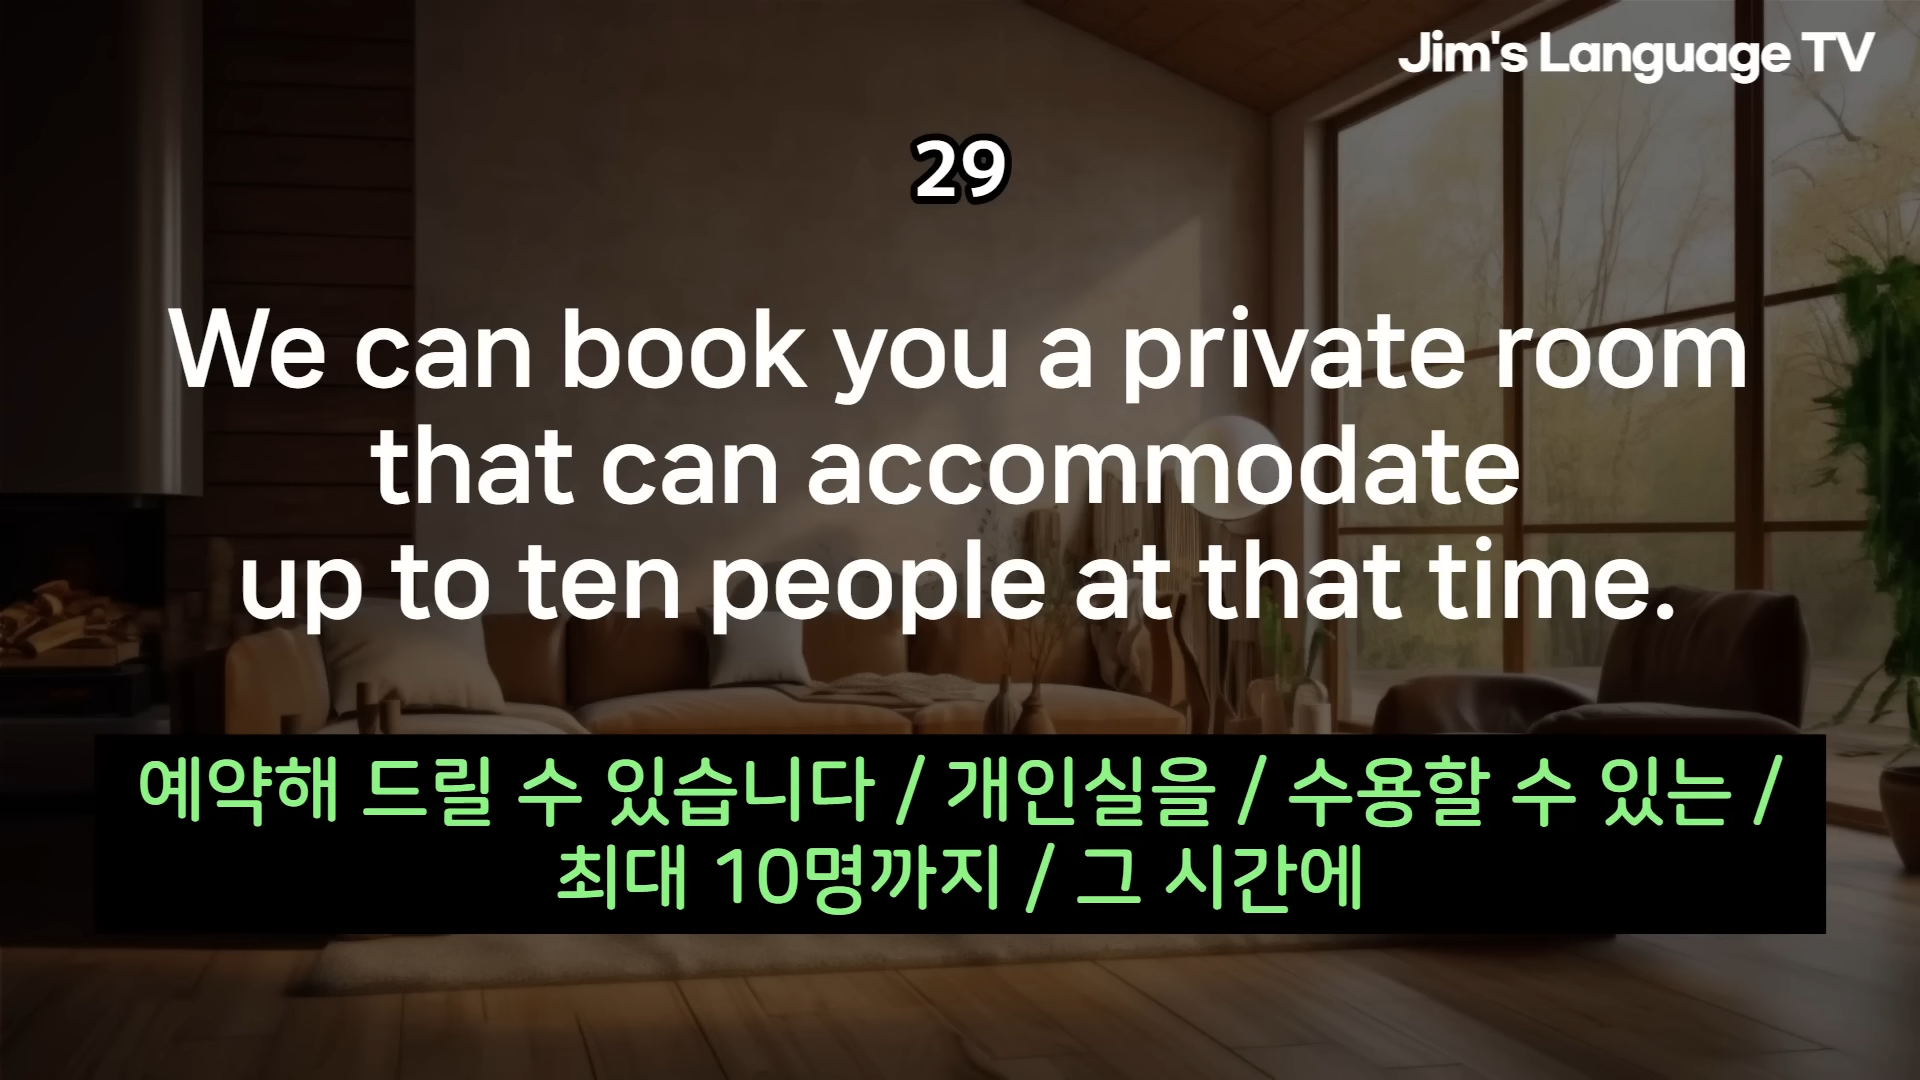 Jim's Language TV
29
We can book you a private room
that can accommodate
up to ten people at that time.
예약해 드릴 수 있습니다 / 개인실을 / 수용할 수 있는 /
최대 10명까지 / 그 시간에